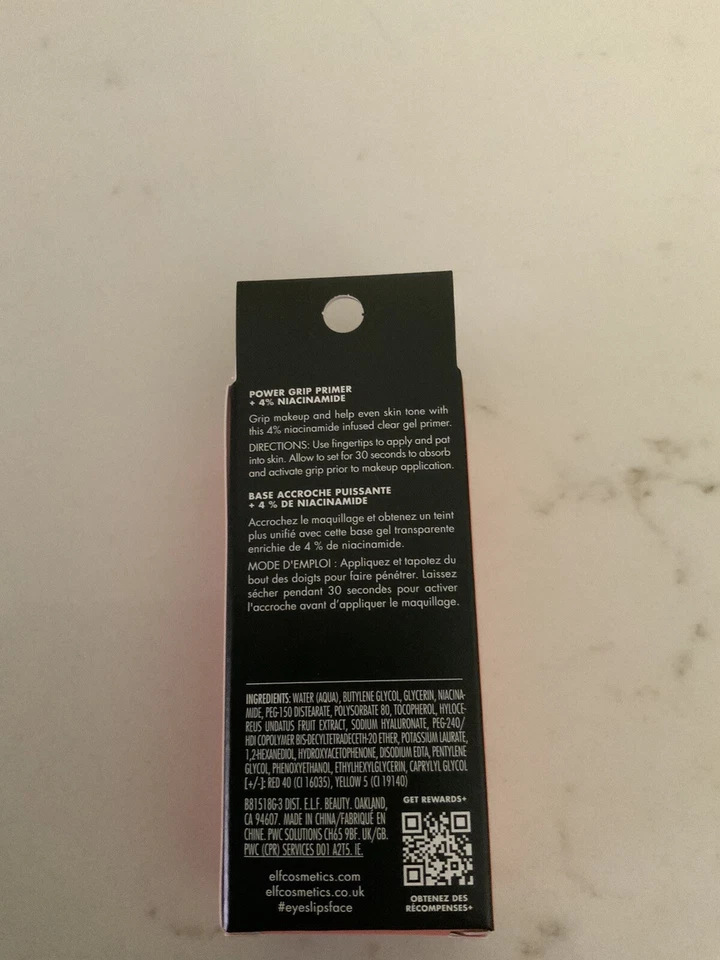 POWER GRIP PRIMER
+ 4% NIACINAMIDE
Grip makeup and help even skin tone with
this 4% niacinamide infused clear gel primer.
DIRECTIONS: Use fingertips to apply and pat
into skin. Allow to set for 30 seconds to absorb
and activate grip prior to makeup application.
BASE ACCROCHE PUISSANTE
+ 4 % DE NIACINAMIDE
Accrochez le maquillage et obtenez un teint
plus unifié avec cette base gel transparente
enrichie de 4 % de niacinamide.
MODE D'EMPLOI : Appliquez et tapotez du
bout des doigts pour faire pénétrer. Laissez
sécher pendant 30 secondes pour activer
l'accroche avant d'appliquer le maquillage.
INGREDIENTS: WATER (AQUA), BUTYLENE GLYCOL, GLYCERIN, NIACINA-
MIDE, PEG-150 DISTEARATE, POLYSORBATE 80, TOCOPHEROL, HYLOCE-
REUS UNDATUS FRUIT EXTRACT, SODIUM HYALURONATE, PEG-240/
HDI COPOLYMER BIS-DECYLTETRADECETH-20 ETHER, POTASSIUM LAURATE,
1,2-HEXANEDIOL, HYDROXYACETOPHENONE, DISODIUM EDTA, PENTYLENE
GLYCOL, PHENOXYETHANOL, ETHYLHEXYLGLYCERIN, CAPRYLYL GLYCOL
[+/-]: RED 40 (CI 16035), YELLOW 5 (CI 19140)
B81518G-3 DIST. E.L.F. BEAUTY. OAKLAND,
CA 94607. MADE IN CHINA/FABRIQUÉ EN
CHINE. PWC SOLUTIONS CH65 9BF. UK/GB.
PWC (CPR) SERVICES D01 A2T5. IE.
GET REWARDS+
OBTENEZ DES
RÉCOMPENSES+
elfcosmetics.com
elfcosmetics.co.uk
#eyeslipsface